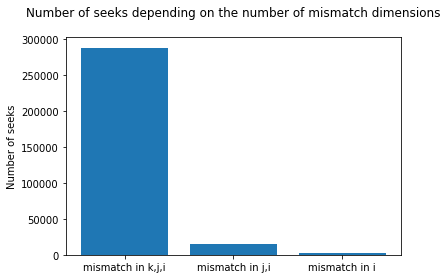 Number of seeks depending on the number of mismatch dimensions
300000
250000
200000
150000
100000
50000
0
Number of seeks
mismatch in k,j,i
mismatch in j,i
mismatch in i